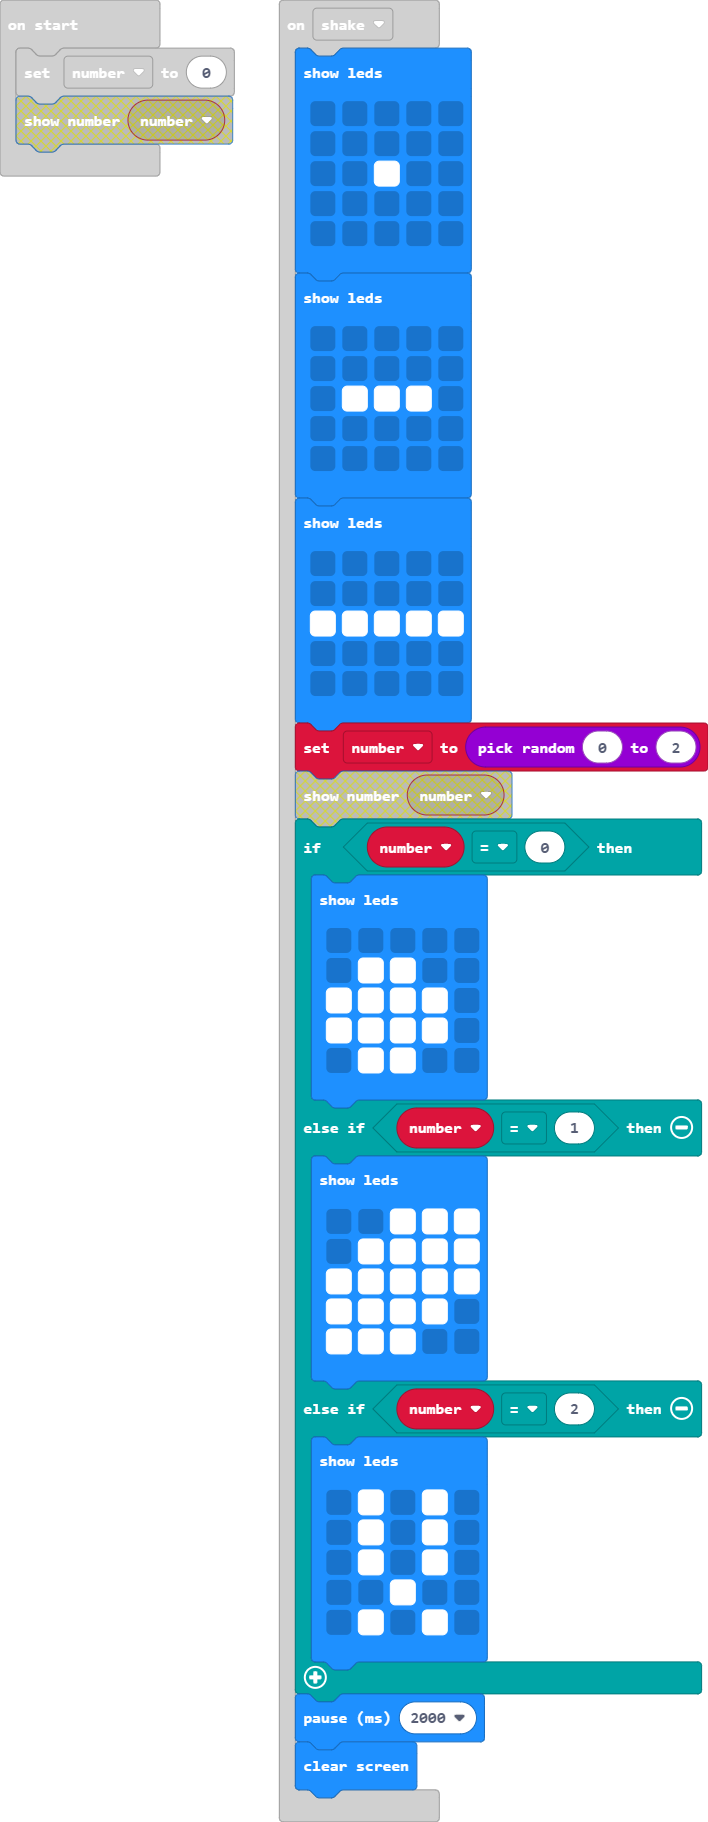 on start
set number to 0
show number number
on shake
show leds
show leds
show leds
set number to pick random 0 to 2
show number number
if number = 0 then
show leds
else if number = 1 then
show leds
else if number = 2 then
show leds
pause (ms) 2000
clear screen